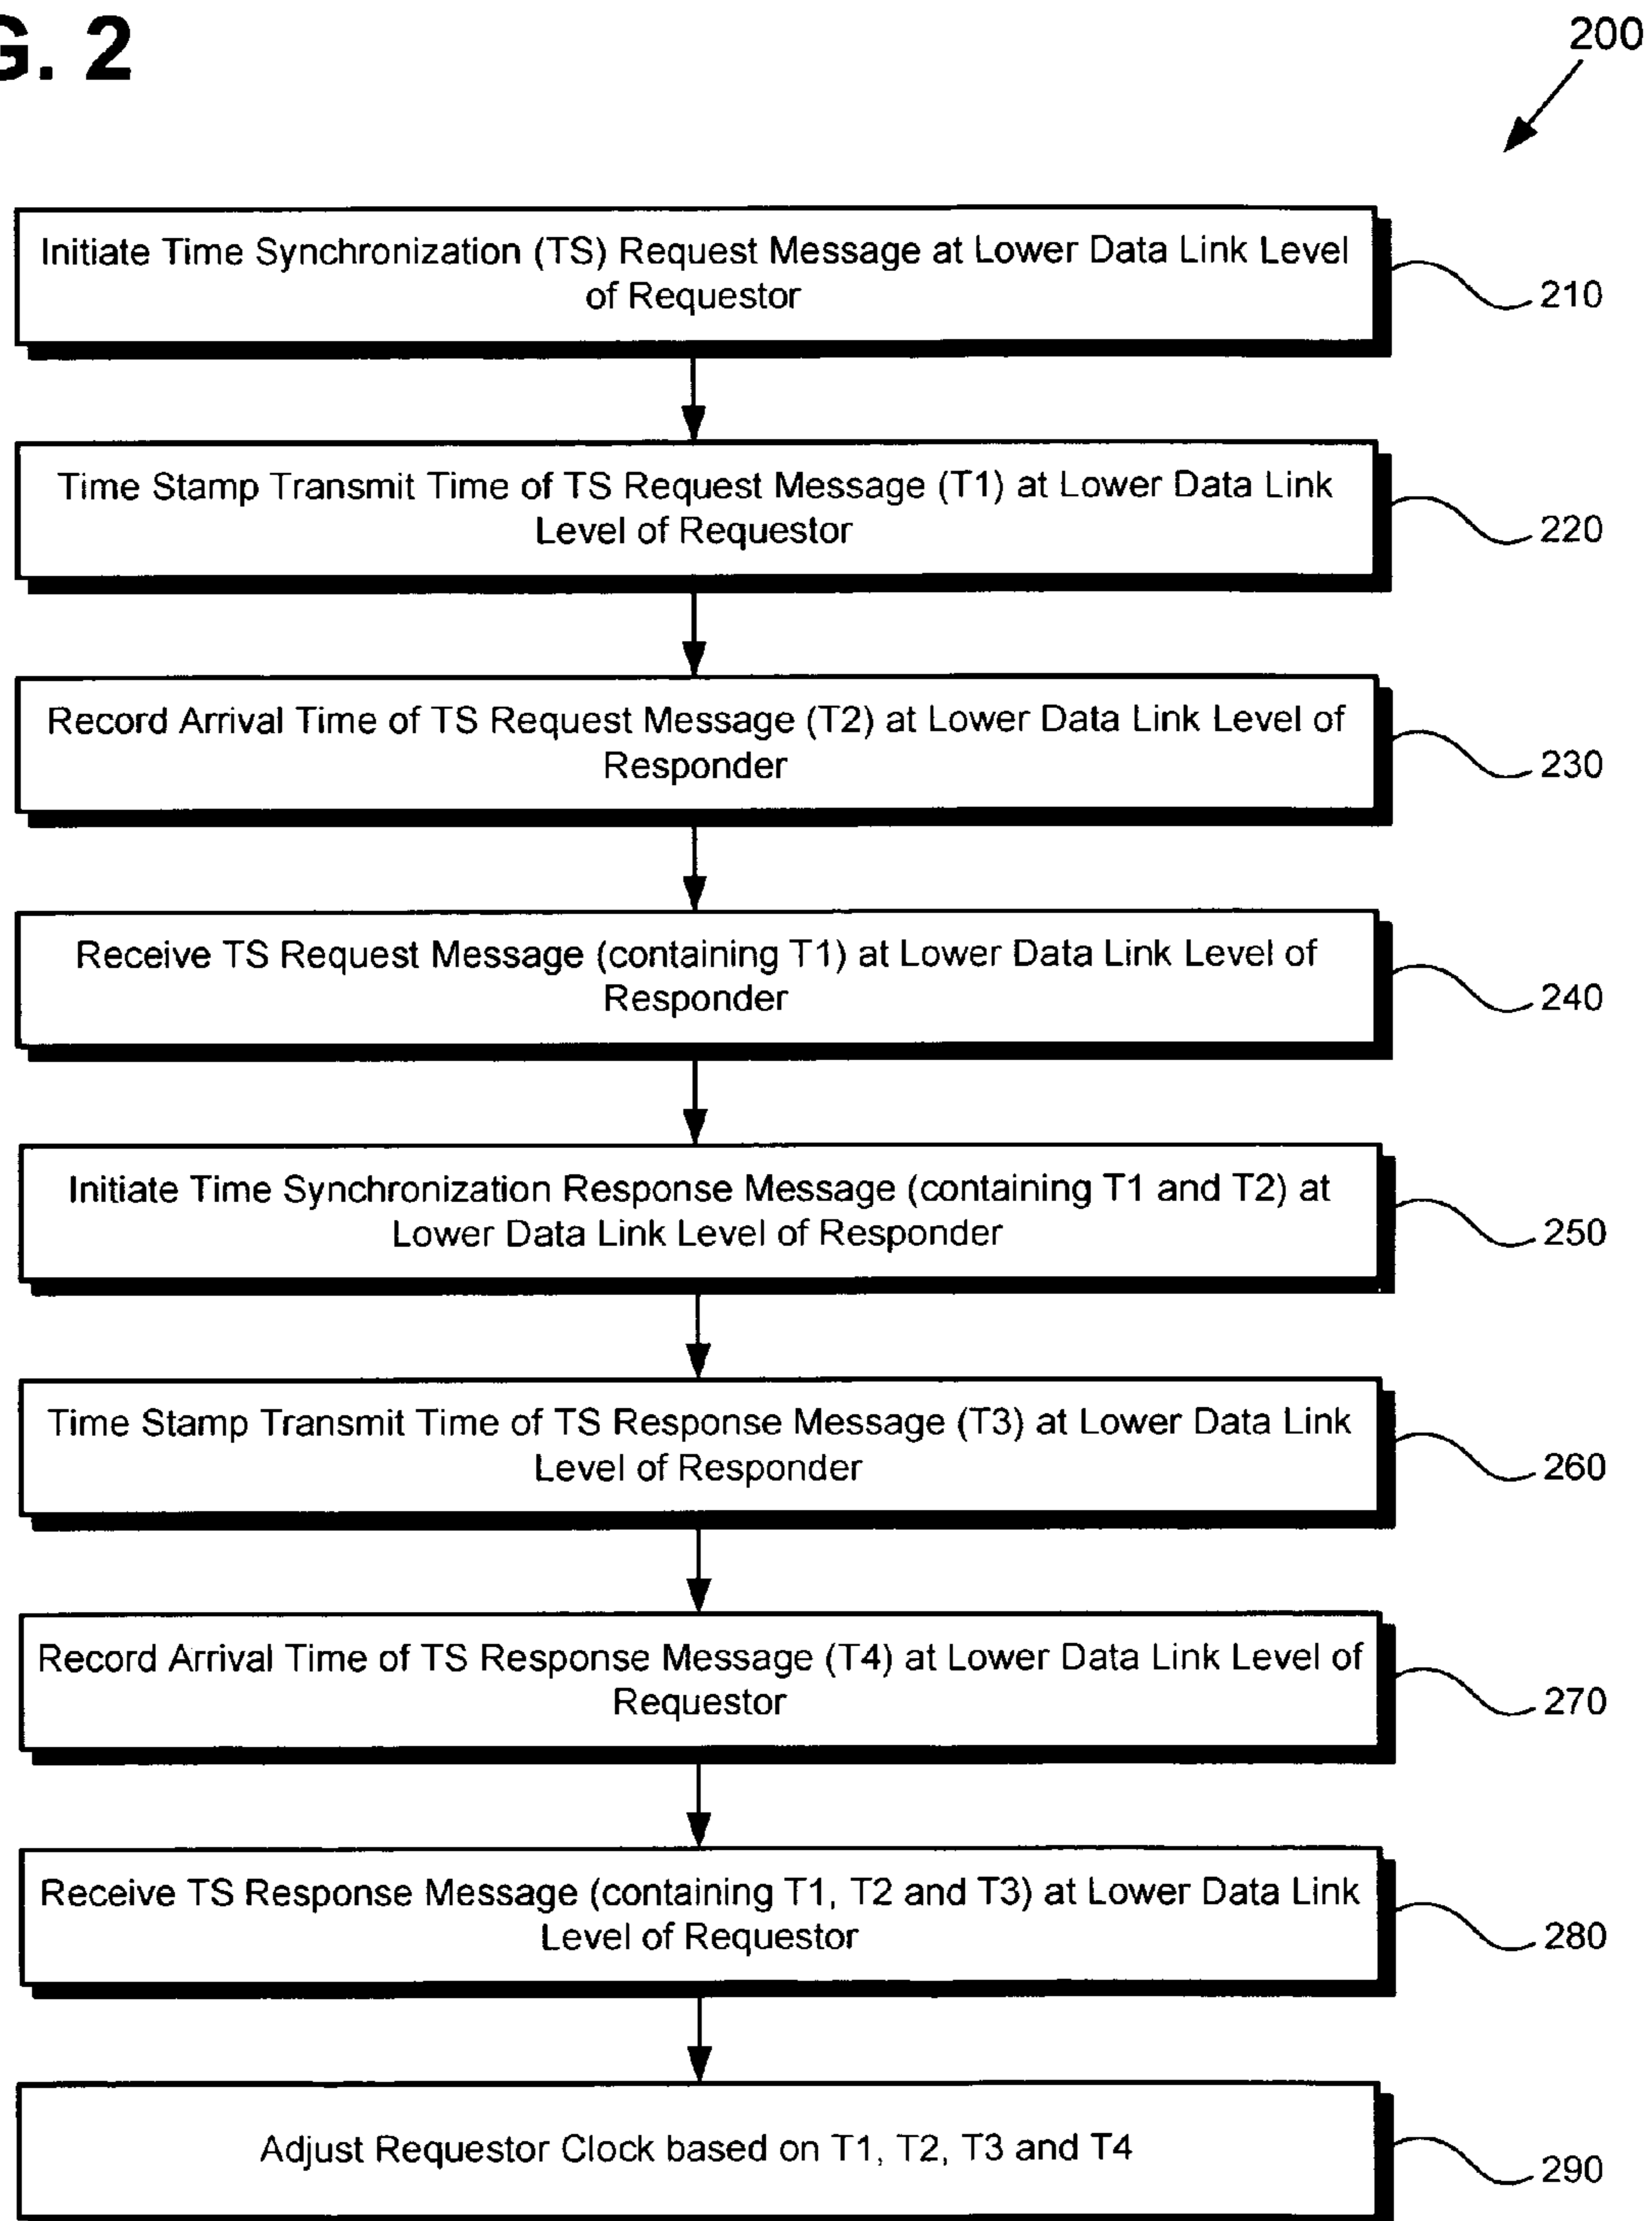 G. 2
200
Initiate Time Synchronization (TS) Request Message at Lower Data Link Level
of Requestor
210
Time Stamp Transmit Time of TS Request Message (T1) at Lower Data Link
Level of Requestor
220
Record Arrival Time of TS Request Message (T2) at Lower Data Link Level of
Responder
230
Receive TS Request Message (containing T1) at Lower Data Link Level of
Responder
240
Initiate Time Synchronization Response Message (containing T1 and T2) at
Lower Data Link Level of Responder
250
Time Stamp Transmit Time of TS Response Message (T3) at Lower Data Link
Level of Responder
260
Record Arrival Time of TS Response Message (T4) at Lower Data Link Level of
Requestor
270
Receive TS Response Message (containing T1, T2 and T3) at Lower Data Link
Level of Requestor
280
Adjust Requestor Clock based on T1, T2, T3 and T4
290